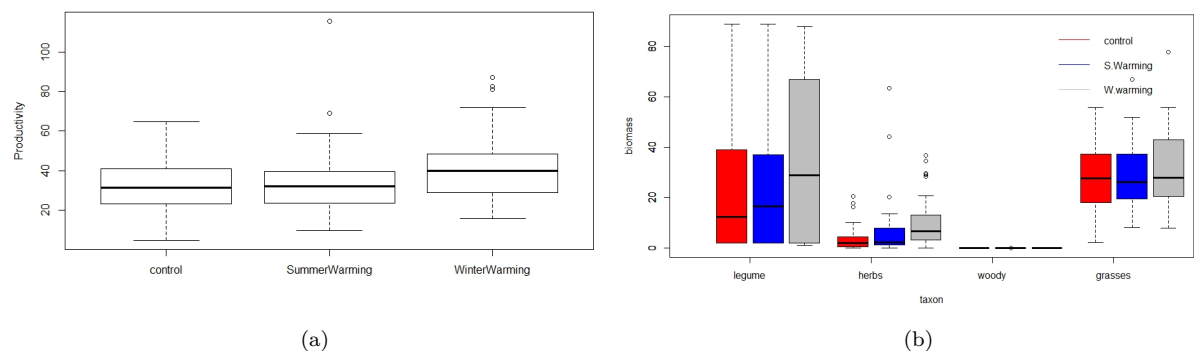 Productivity
100
80
60
40
20
control
SummerWarming
WinterWarming
(a)
biomass
80
60
40
20
0
control
S.Warming
W.warming
legume
herbs
woody
grasses
taxon
(b)